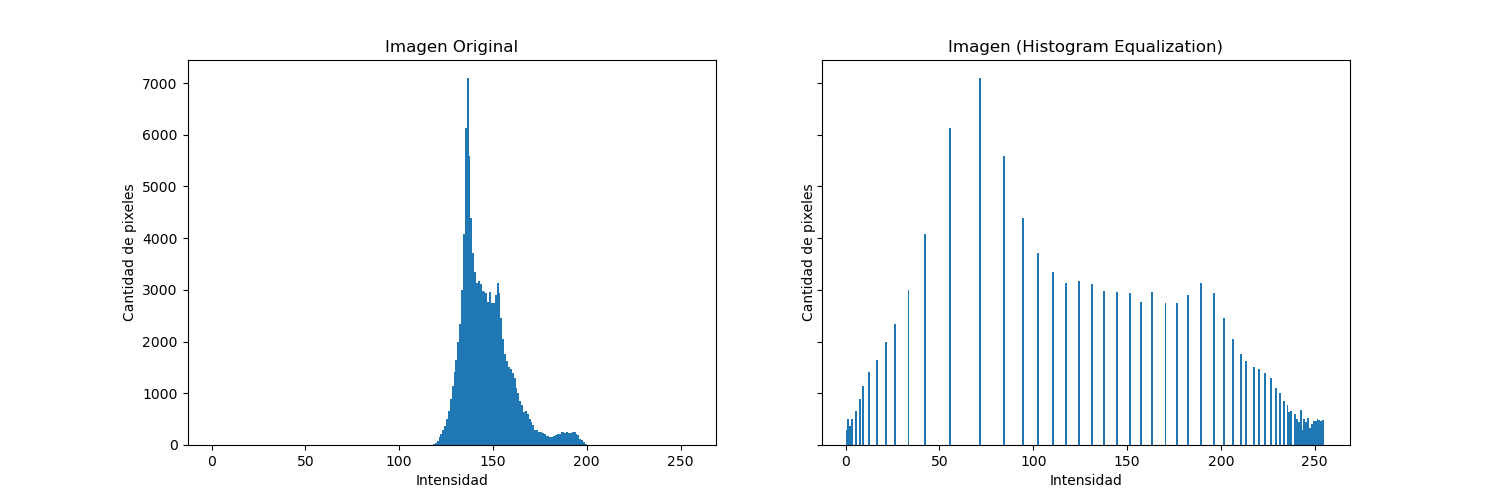 Imagen Original
Cantidad de pixeles
7000
6000
5000
4000
3000
2000
1000
0
0 50 100 150 200 250
Intensidad
Imagen (Histogram Equalization)
Cantidad de pixeles
0 50 100 150 200 250
Intensidad